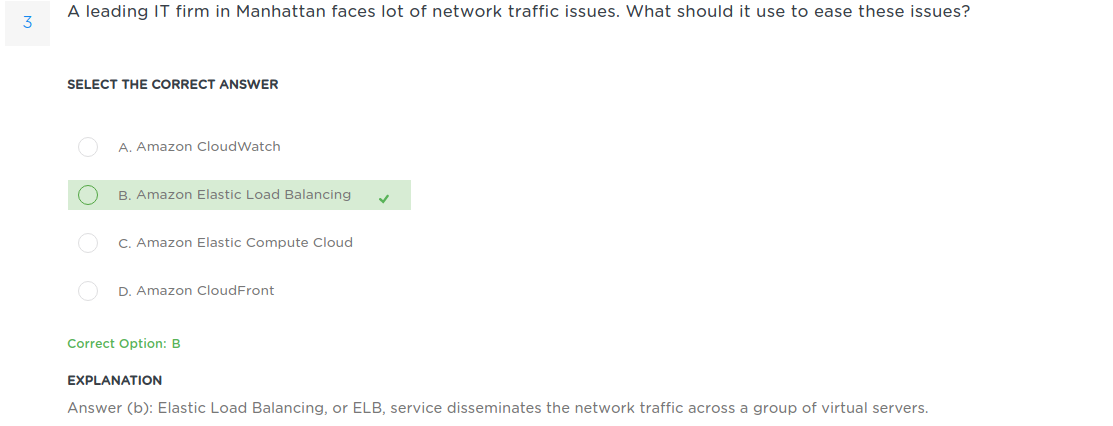 3
A leading IT firm in Manhattan faces lot of network traffic issues. What should it use to ease these issues?
SELECT THE CORRECT ANSWER
A. Amazon CloudWatch
B. Amazon Elastic Load Balancing
C. Amazon Elastic Compute Cloud
D. Amazon CloudFront
Correct Option: B
EXPLANATION
Answer (b): Elastic Load Balancing, or ELB, service disseminates the network traffic across a group of virtual servers.